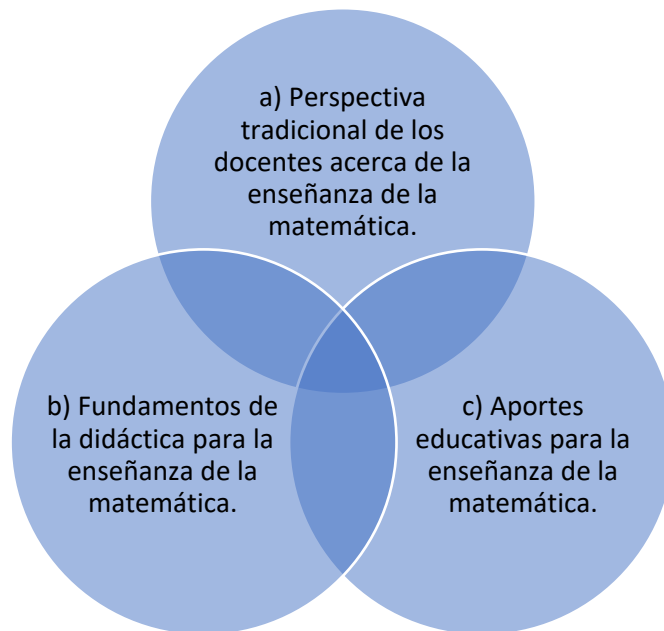 a) Perspectiva
tradicional de los
docentes acerca de la
enseñanza de la
matemática.
b) Fundamentos de
la didáctica para la
enseñanza de la
matemática.
c) Aportes
educativas para la
enseñanza de la
matemática.